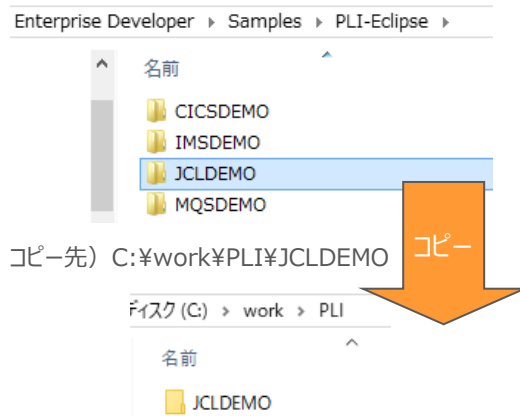 Enterprise Developer ▸ Samples ▸ PLI-Eclipse ▸
名前
CICSDEMO
IMSDEMO
JCLDEMO
MQSDEMO
コピー
コピー先）C:¥work¥PLI¥JCLDEMO
ディスク (C:) › work › PLI
名前
JCLDEMO